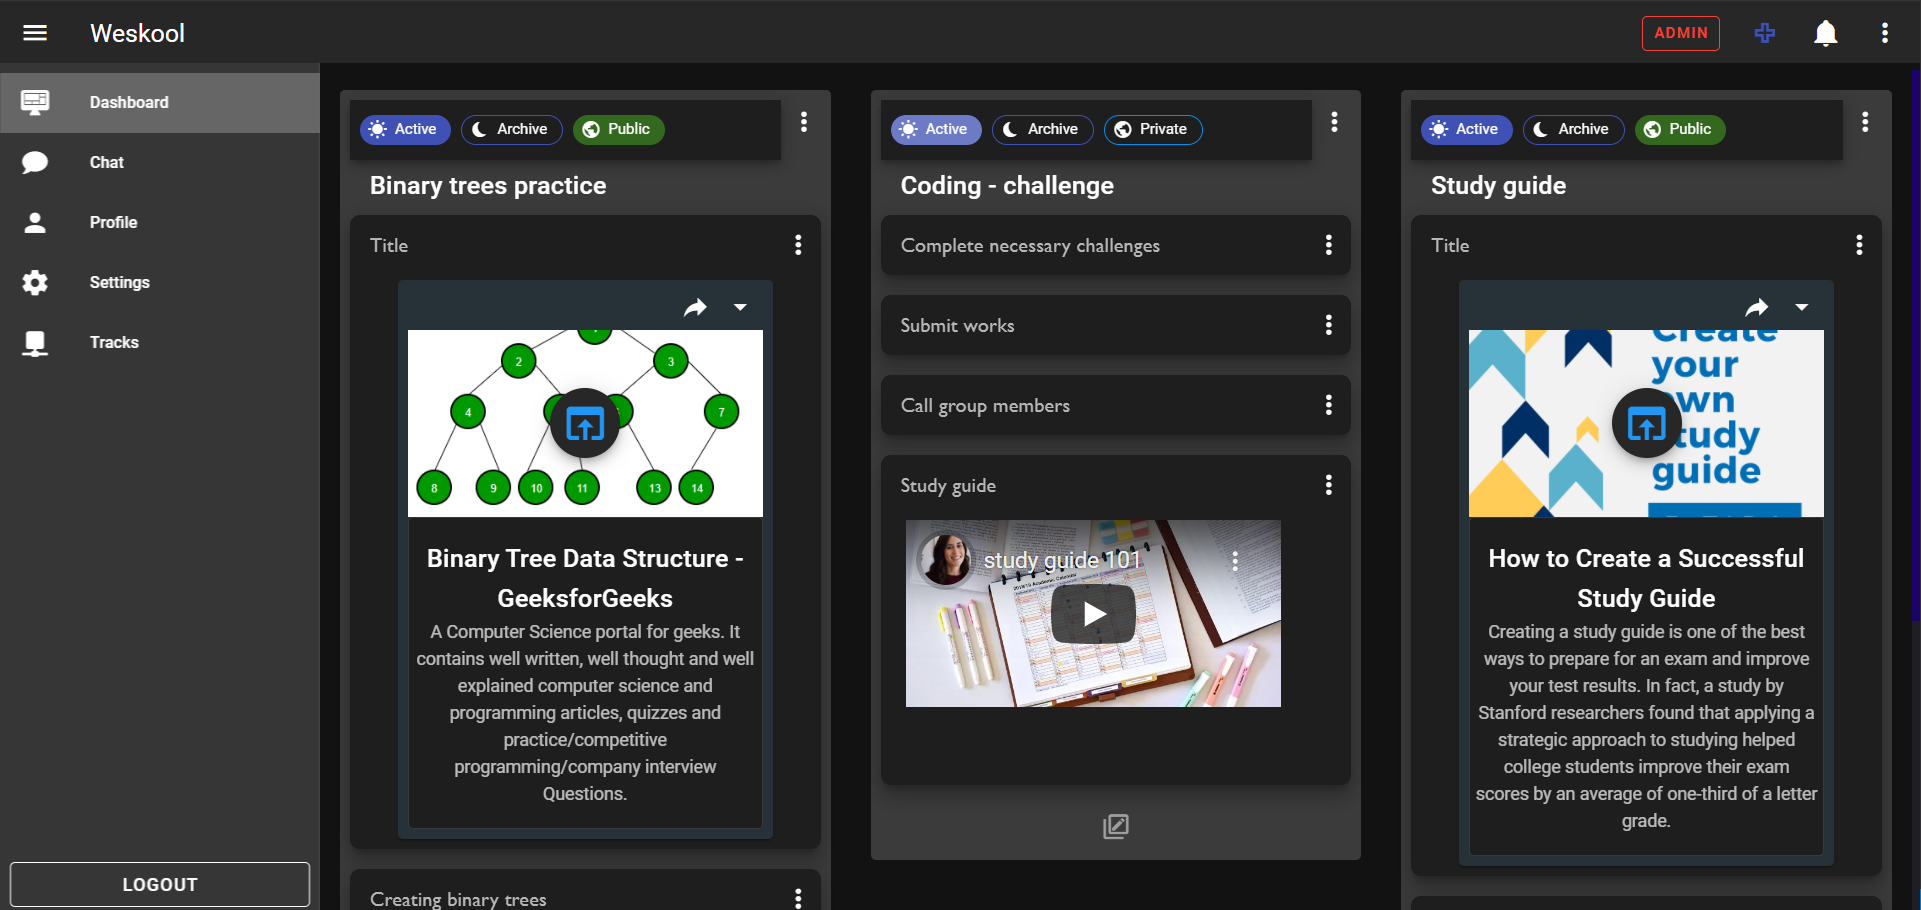 Weskool
ADMIN
Dashboard
Chat
Profile
Settings
Tracks
LOGOUT
Active
Archive
Public
Binary trees practice
Title
2
3
4
7
8
9
10
11
13
14
Binary Tree Data Structure -
GeeksforGeeks
A Computer Science portal for geeks. It
contains well written, well thought and well
explained computer science and
programming articles, quizzes and
practice/competitive
programming/company interview
Questions.
Creating binary trees
Active
Archive
Private
Coding - challenge
Complete necessary challenges
Submit works
Call group members
Study guide
study guide 101
Active
Archive
Public
Study guide
Title
Create
your
own
study
guide
How to Create a Successful
Study Guide
Creating a study guide is one of the best
ways to prepare for an exam and improve
your test results. In fact, a study by
Stanford researchers found that applying a
strategic approach to studying helped
college students improve their exam
scores by an average of one-third of a letter
grade.